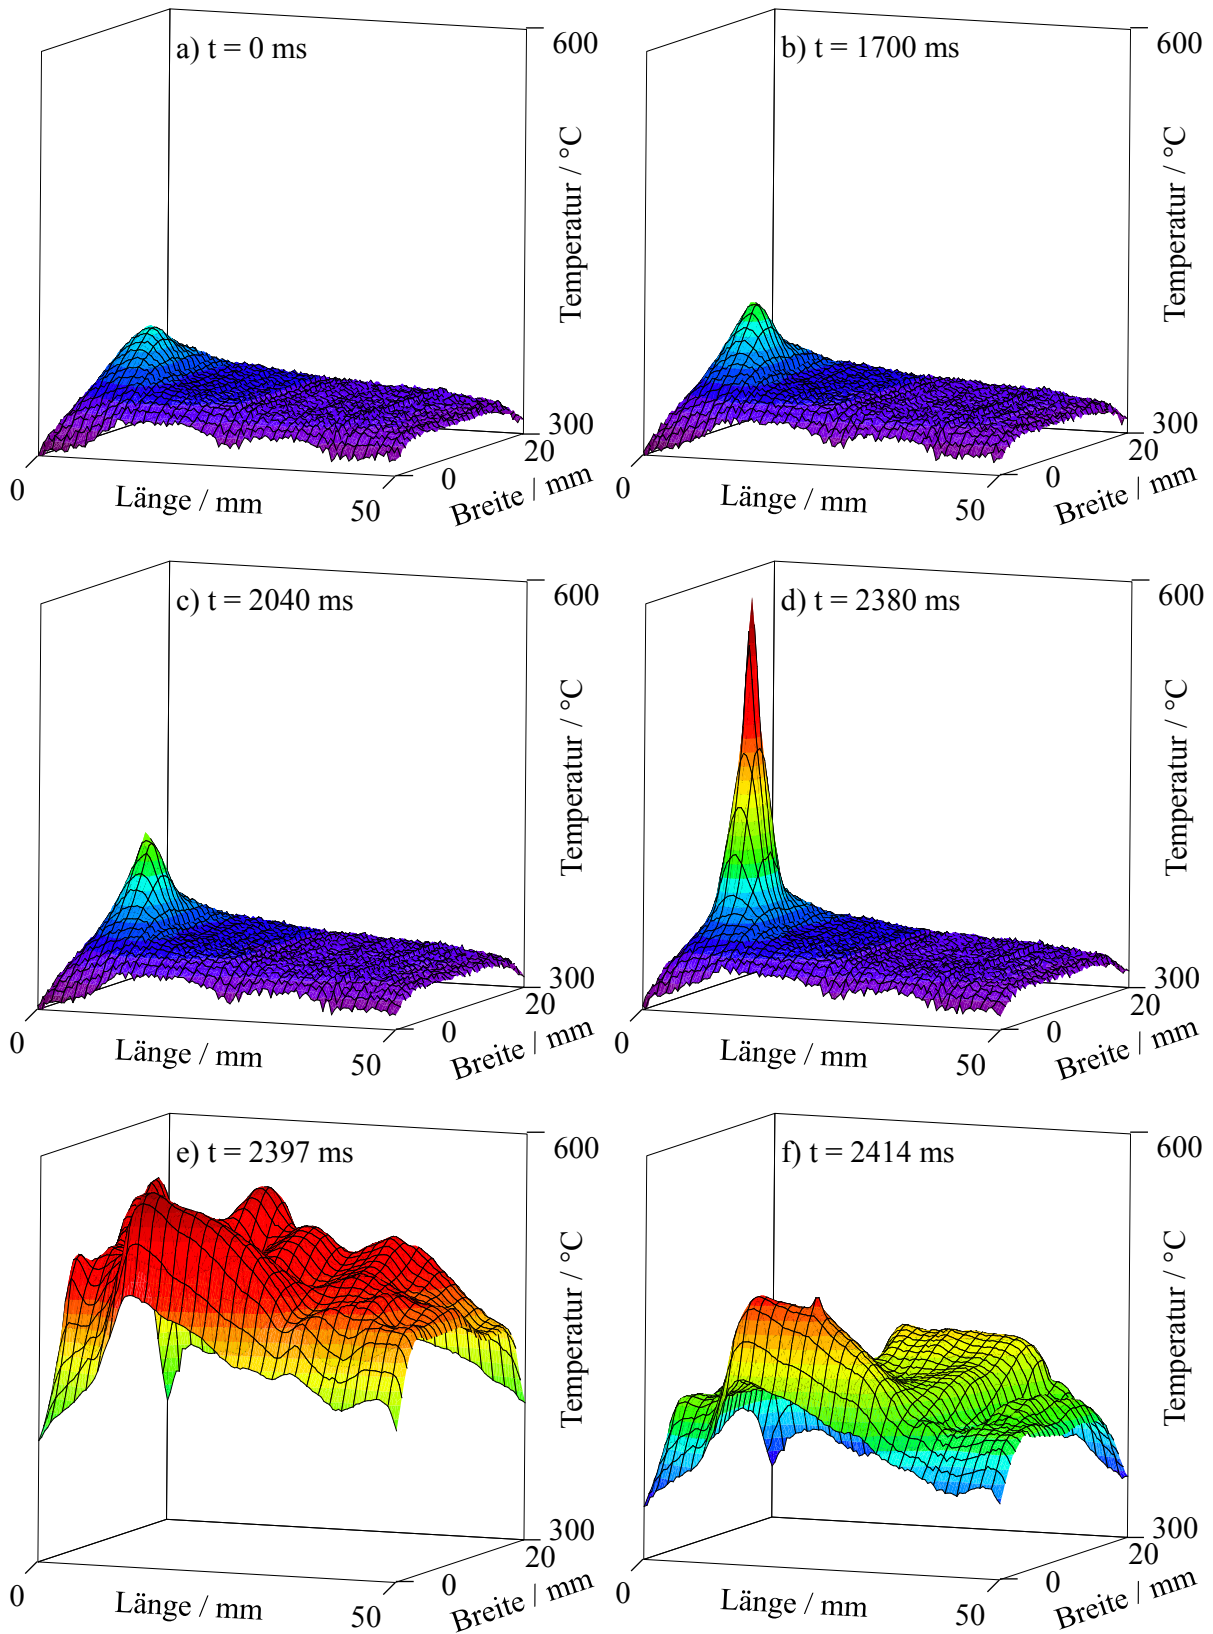 a) t = 0 ms
600
Temperatur / °C
300
20
0
Breite / mm
0
Länge / mm
50
b) t = 1700 ms
600
Temperatur / °C
300
20
0
Breite / mm
0
Länge / mm
50
c) t = 2040 ms
600
Temperatur / °C
300
20
0
Breite / mm
0
Länge / mm
50
d) t = 2380 ms
600
Temperatur / °C
300
20
0
Breite / mm
0
Länge / mm
50
e) t = 2397 ms
600
Temperatur / °C
300
20
0
Breite / mm
0
Länge / mm
50
f) t = 2414 ms
600
Temperatur / °C
300
20
0
Breite / mm
0
Länge / mm
50